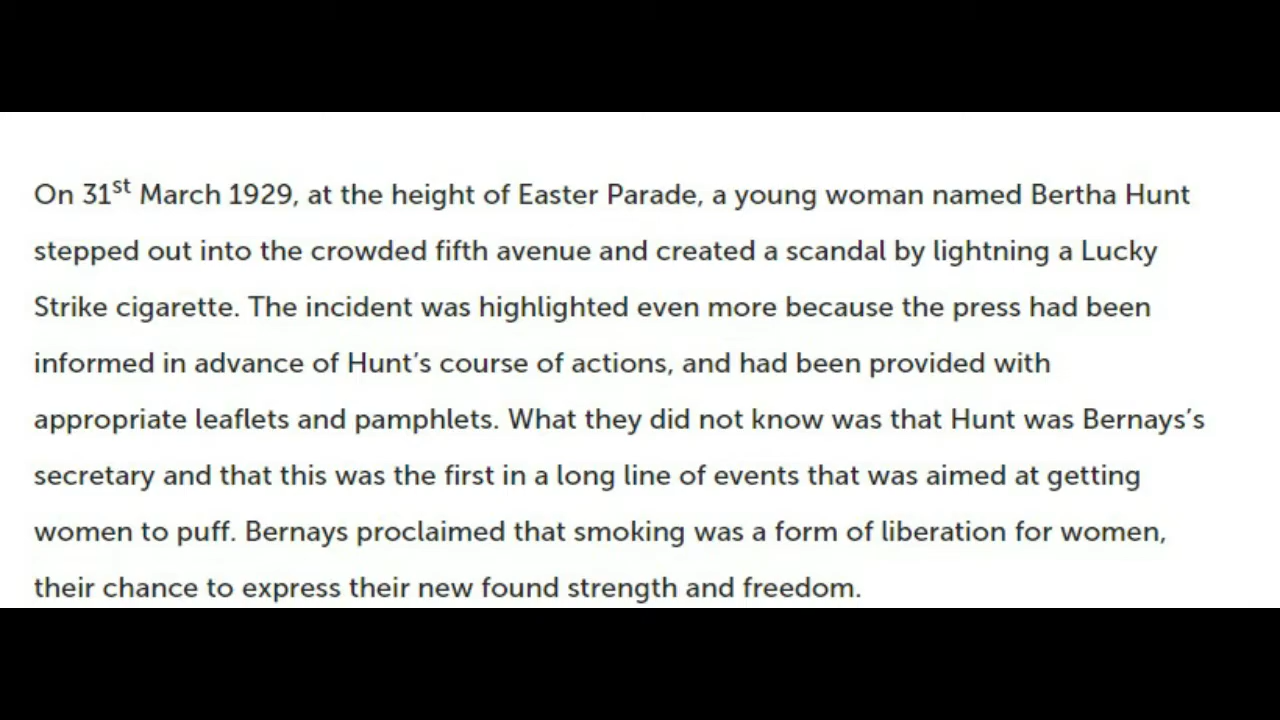 On 31st March 1929, at the height of Easter Parade, a young woman named Bertha Hunt
stepped out into the crowded fifth avenue and created a scandal by lightning a Lucky
Strike cigarette. The incident was highlighted even more because the press had been
informed in advance of Hunt’s course of actions, and had been provided with
appropriate leaflets and pamphlets. What they did not know was that Hunt was Bernays’s
secretary and that this was the first in a long line of events that was aimed at getting
women to puff. Bernays proclaimed that smoking was a form of liberation for women,
their chance to express their new found strength and freedom.